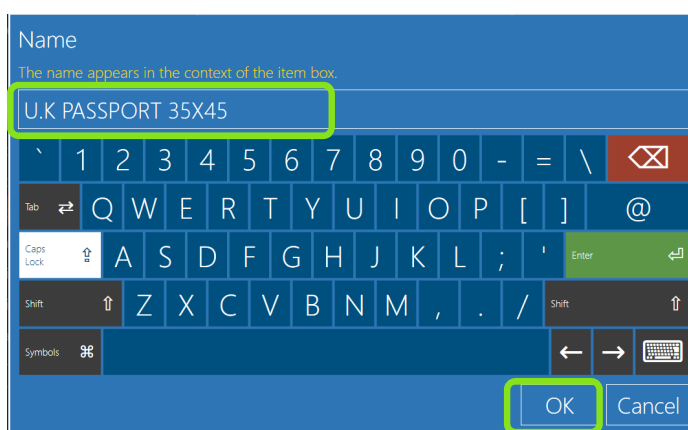 Name
The name appears in the context of the item box.
U.K PASSPORT 35X45
` 1 2 3 4 5 6 7 8 9 0 - = \
Tab Q W E R T Y U I O P [ ] @
Caps Lock A S D F G H J K L ; ' Enter
Shift Z X C V B N M , . / Shift
Symbols ⌘ ← →
OK Cancel